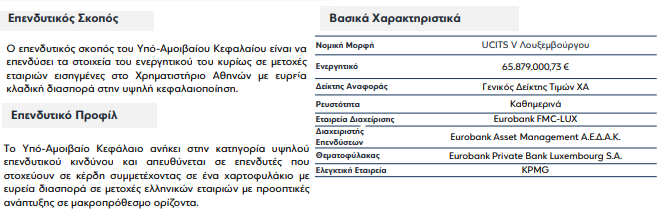 Επενδυτικός Σκοπός
Ο επενδυτικός σκοπός του Υπό-Αμοιβαίου Κεφαλαίου είναι να
επενδύσει τα στοιχεία του ενεργητικού του κυρίως σε μετοχές
εταιριών εισηγμένες στο Χρηματιστήριο Αθηνών με ευρεία
κλαδική διασπορά στην υψηλή κεφαλαιοποίηση.
Επενδυτικό Προφίλ
Το Υπό-Αμοιβαίο Κεφάλαιο ανήκει στην κατηγορία υψηλού
επενδυτικού κινδύνου και απευθύνεται σε επενδυτές που
στοχεύουν σε κέρδη συμμετέχοντας σε ένα χαρτοφυλάκιο με
ευρεία διασπορά σε μετοχές ελληνικών εταιριών με προοπτικές
ανάπτυξης σε μακροπρόθεσμο ορίζοντα.
Βασικά Χαρακτηριστικά
Νομική Μορφή UCITS V Λουξεμβούργου
Ενεργητικό 65.879.000,73 €
Δείκτης Αναφοράς Γενικός Δείκτης Τιμών ΧΑ
Ρευστότητα Καθημερινά
Εταιρεία Διαχείρισης Eurobank FMC-LUX
Διαχειριστής
Επενδύσεων Eurobank Asset Management Α.Ε.Δ.Α.Κ.
Θεματοφύλακας Eurobank Private Bank Luxembourg S.A.
Ελεγκτική Εταιρεία KPMG